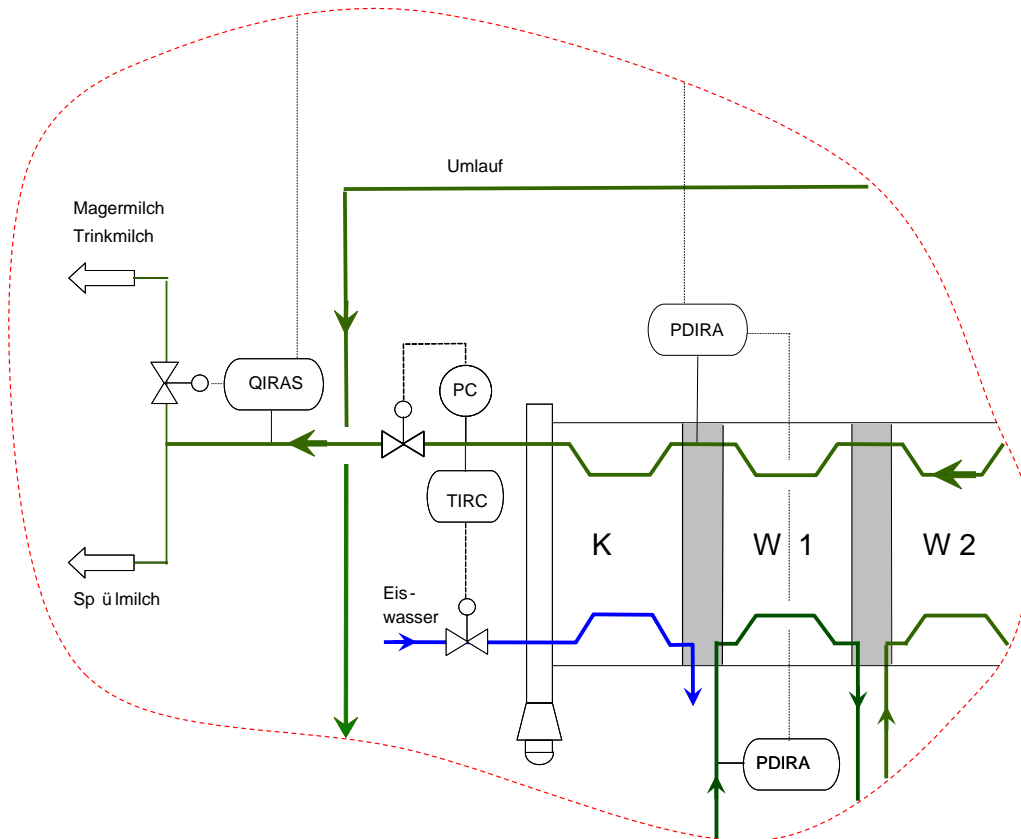 Umlauf
Magermilch
Trinkmilch
PDIRA
QIRAS
PC
TIRC
K
W 1
W 2
Eis-
wasser
Sp ü lmilch
PDIRA